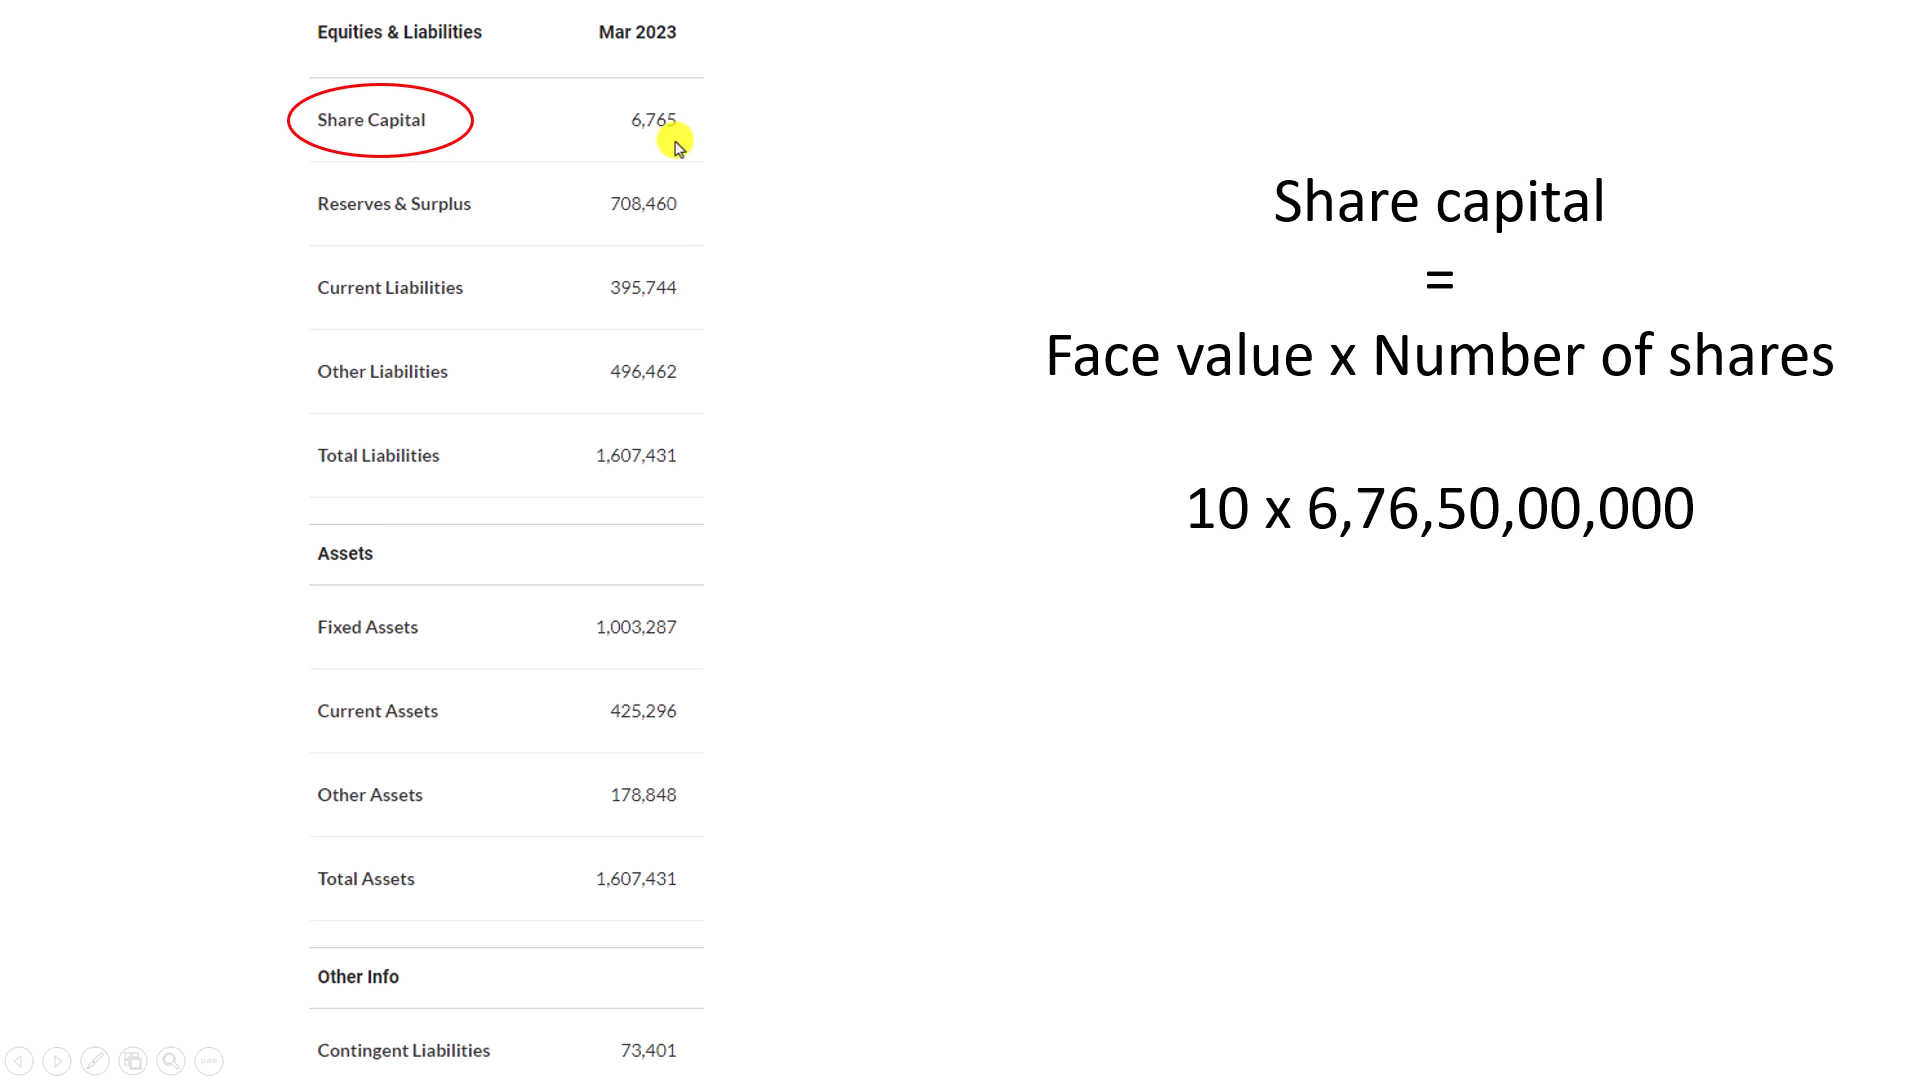 Equities & Liabilities Mar 2023
Share Capital 6,765
Reserves & Surplus 708,460
Current Liabilities 395,744
Other Liabilities 496,462
Total Liabilities 1,607,431
Assets
Fixed Assets 1,003,287
Current Assets 425,296
Other Assets 178,848
Total Assets 1,607,431
Other Info
Contingent Liabilities 73,401
Share capital
=
Face value x Number of shares
10 x 6,76,50,00,000